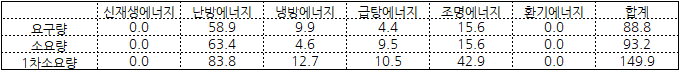 신재생에너지 난방에너지 냉방에너지 급탕에너지 조명에너지 환기에너지 합계
요구량 0.0 58.9 9.9 4.4 15.6 0.0 88.8
소요량 0.0 63.4 4.6 9.5 15.6 0.0 93.2
1차소요량 0.0 83.8 12.7 10.5 42.9 0.0 149.9